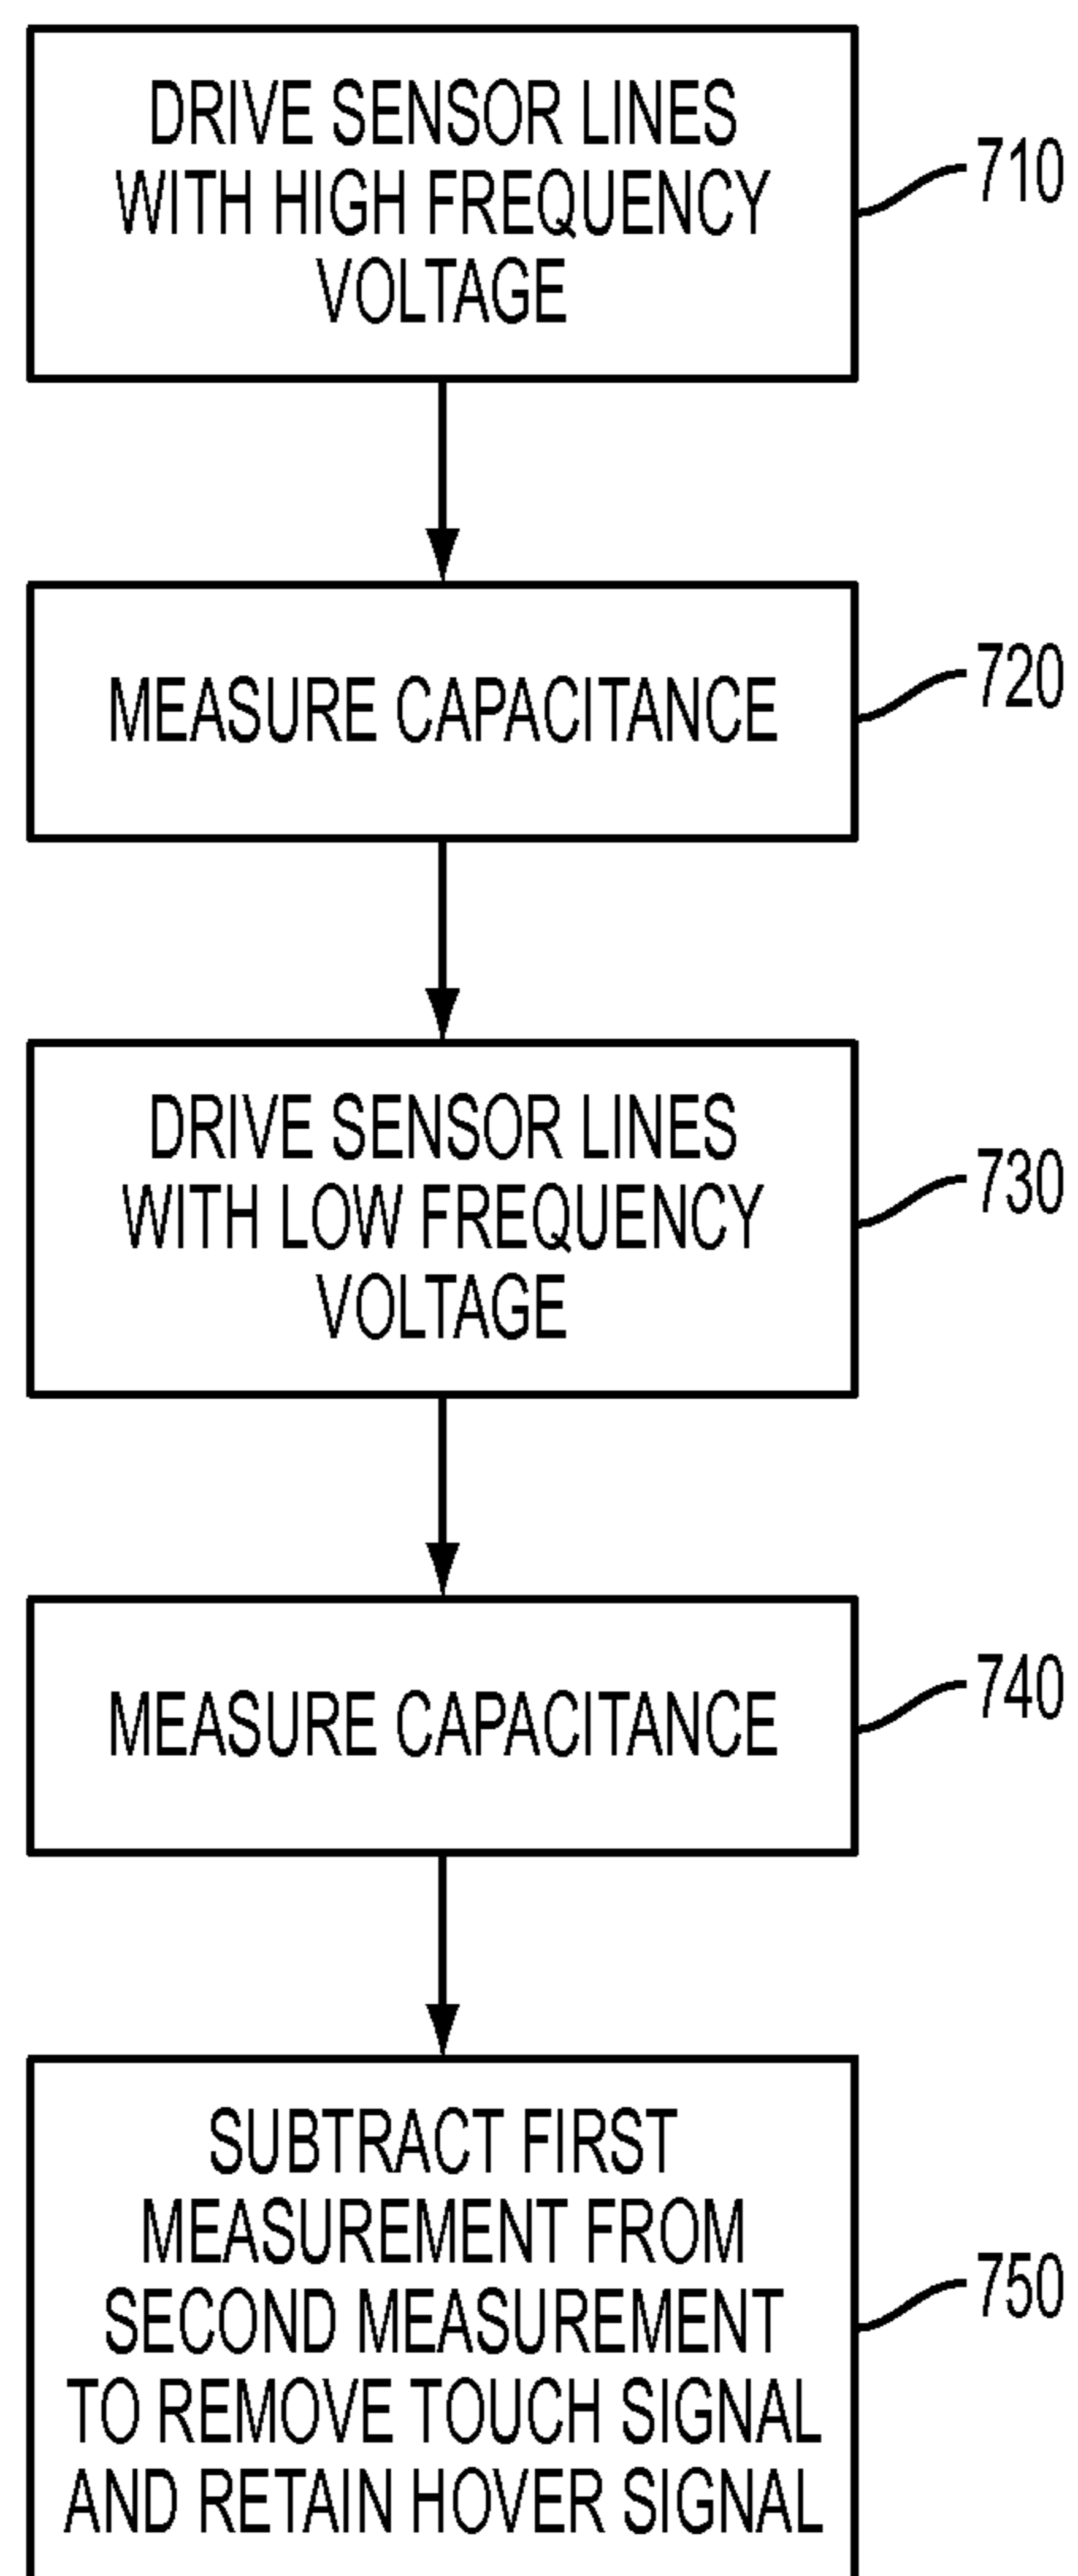 DRIVE SENSOR LINES
WITH HIGH FREQUENCY
VOLTAGE
710
MEASURE CAPACITANCE
720
DRIVE SENSOR LINES
WITH LOW FREQUENCY
VOLTAGE
730
MEASURE CAPACITANCE
740
SUBTRACT FIRST
MEASUREMENT FROM
SECOND MEASUREMENT
TO REMOVE TOUCH SIGNAL
AND RETAIN HOVER SIGNAL
750